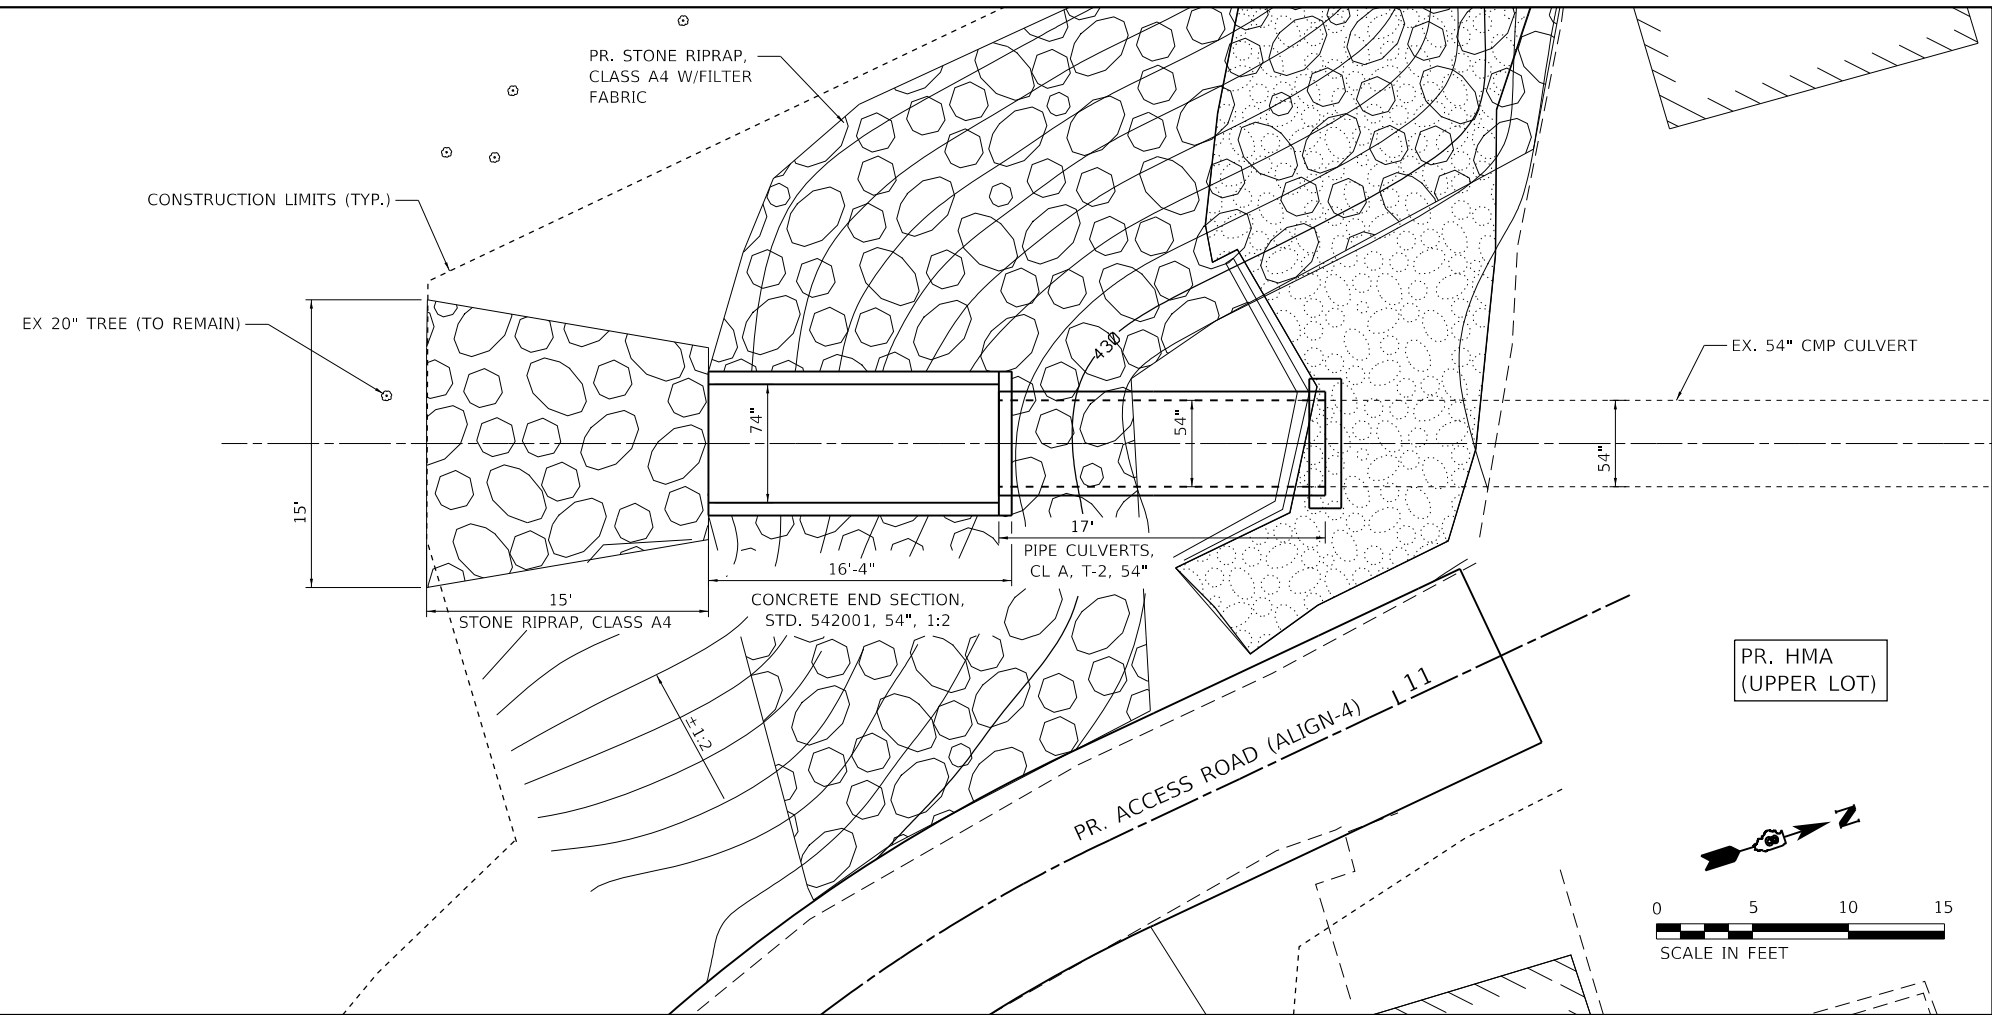 PR. STONE RIPRAP,
CLASS A4 W/FILTER
FABRIC
CONSTRUCTION LIMITS (TYP.)
EX 20" TREE (TO REMAIN)
430
EX. 54" CMP CULVERT
74"
54"
54"
15'
17'
PIPE CULVERTS,
CL A, T-2, 54"
16'-4"
CONCRETE END SECTION,
STD. 542001, 54", 1:2
15'
STONE RIPRAP, CLASS A4
±1:2
PR. ACCESS ROAD (ALIGN-4)
11
PR. HMA
(UPPER LOT)
N
0 5 10 15
SCALE IN FEET